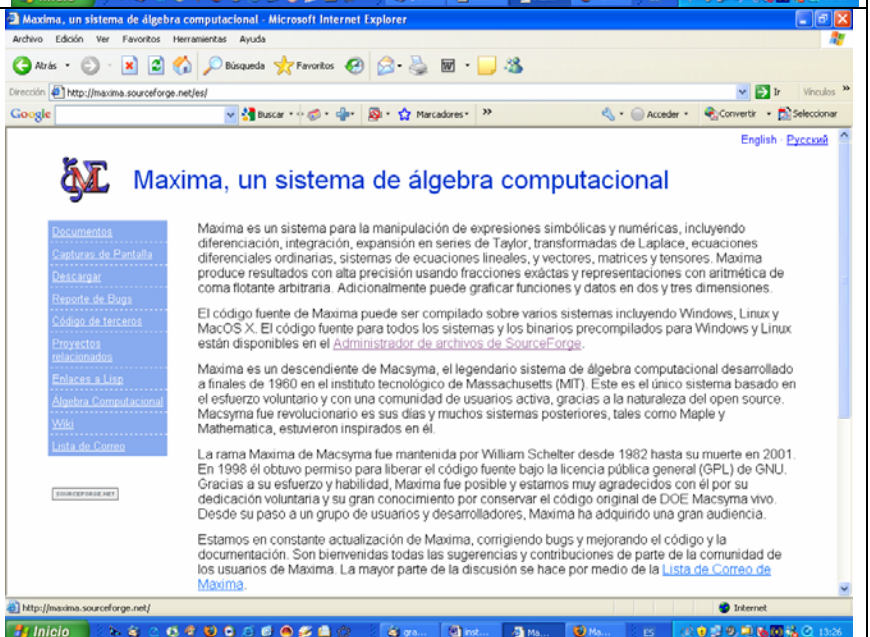 Inicio
Maxima, un sistema de álgebra computacional - Microsoft Internet Explorer
Archivo Edición Ver Favoritos Herramientas Ayuda
Atrás Búsqueda Favoritos
Dirección http://maxima.sourceforge.net/es/ Ir Vínculos »
Google Buscar Marcadores » Acceder Convertir Seleccionar
English · Русский
Maxima, un sistema de álgebra computacional
Documentos
Capturas de Pantalla
Descargar
Reporte de Bugs
Código de terceros
Proyectos
relacionados
Enlaces a Lisp
Algebra Computacional
Wiki
Lista de Correo
SOURCEFORGE.NET
Maxima es un sistema para la manipulación de expresiones simbólicas y numéricas, incluyendo
diferenciación, integración, expansión en series de Taylor, transformadas de Laplace, ecuaciones
diferenciales ordinarias, sistemas de ecuaciones lineales, y vectores, matrices y tensores. Maxima
produce resultados con alta precisión usando fracciones exáctas y representaciones con aritmética de
coma flotante arbitraria. Adicionalmente puede graficar funciones y datos en dos y tres dimensiones.
El código fuente de Maxima puede ser compilado sobre varios sistemas incluyendo Windows, Linux y
MacOS X. El código fuente para todos los sistemas y los binarios precompilados para Windows y Linux
están disponibles en el Administrador de archivos de SourceForge.
Maxima es un descendiente de Macsyma, el legendario sistema de álgebra computacional desarrollado
a finales de 1960 en el instituto tecnológico de Massachusetts (MIT). Este es el único sistema basado en
el esfuerzo voluntario y con una comunidad de usuarios activa, gracias a la naturaleza del open source.
Macsyma fue revolucionario es sus días y muchos sistemas posteriores, tales como Maple y
Mathematica, estuvieron inspirados en él.
La rama Maxima de Macsyma fue mantenida por William Schelter desde 1982 hasta su muerte en 2001.
En 1998 él obtuvo permiso para liberar el código fuente bajo la licencia pública general (GPL) de GNU.
Gracias a su esfuerzo y habilidad, Maxima fue posible y estamos muy agradecidos con él por su
dedicación voluntaria y su gran conocimiento por conservar el código original de DOE Macsyma vivo.
Desde su paso a un grupo de usuarios y desarrolladores, Maxima ha adquirido una gran audiencia.
Estamos en constante actualización de Maxima, corrigiendo bugs y mejorando el código y la
documentación. Son bienvenidas todas las sugerencias y contribuciones de parte de la comunidad de
los usuarios de Maxima. La mayor parte de la discusión se hace por medio de la Lista de Correo de
Maxima.
http://maxima.sourceforge.net/ Internet
Inicio gra... inst... Ma... Ma... ES 13:26